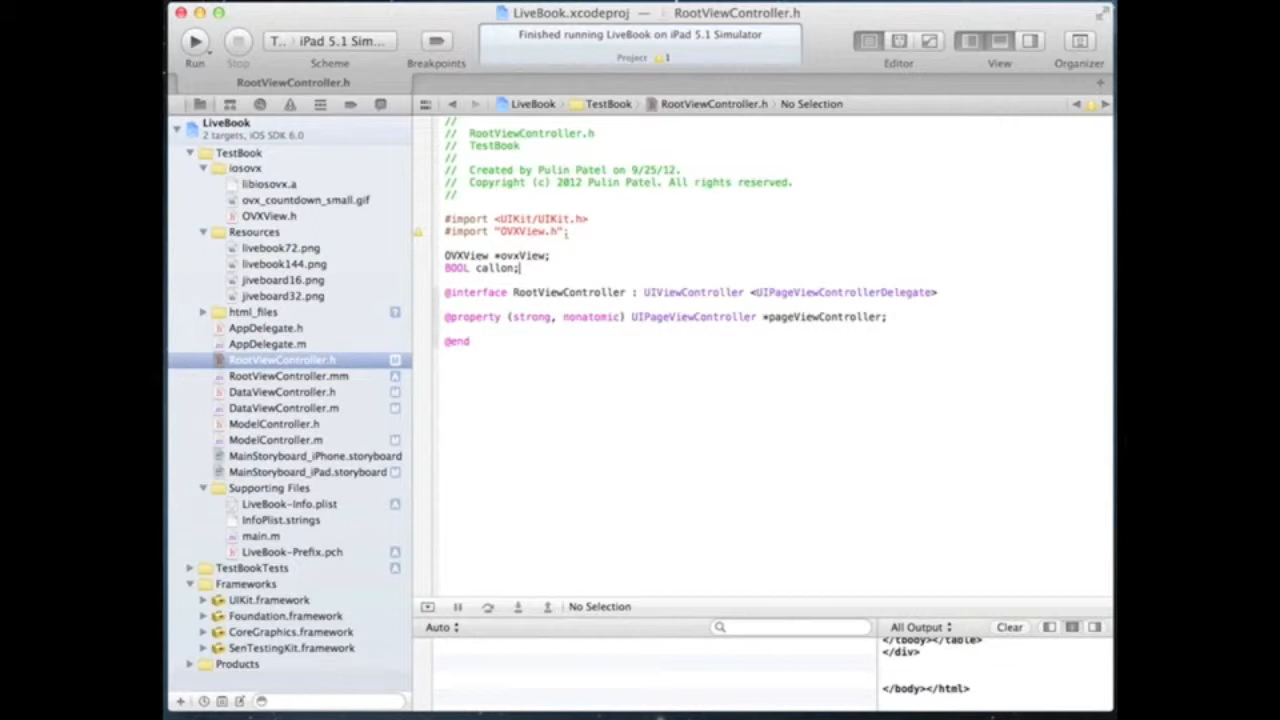 LiveBook.xcodeproj — RootViewController.h
T... iPad 5.1 Sim...
Finished running LiveBook on iPad 5.1 Simulator
Project 1
Run Stop Scheme Breakpoints Editor View Organizer
RootViewController.h
LiveBook TestBook RootViewController.h No Selection
LiveBook
2 targets, iOS SDK 6.0
TestBook
iosovx
libiosovx.a
ovx_countdown_small.gif
OVXView.h
Resources
livebook72.png
livebook144.png
jiveboard16.png
jiveboard32.png
html_files
AppDelegate.h
AppDelegate.m
RootViewController.h
RootViewController.mm
DataViewController.h
DataViewController.m
ModelController.h
ModelController.m
MainStoryboard_iPhone.storyboard
MainStoryboard_iPad.storyboard
Supporting Files
LiveBook-Info.plist
InfoPlist.strings
main.m
LiveBook-Prefix.pch
TestBookTests
Frameworks
UIKit.framework
Foundation.framework
CoreGraphics.framework
SenTestingKit.framework
Products
//
// RootViewController.h
// TestBook
//
// Created by Pulin Patel on 9/25/12.
// Copyright (c) 2012 Pulin Patel. All rights reserved.
//
#import <UIKit/UIKit.h>
#import "OVXView.h";
OVXView *ovxView;
BOOL callon;
@interface RootViewController : UIViewController <UIPageViewControllerDelegate>
@property (strong, nonatomic) UIPageViewController *pageViewController;
@end
No Selection
Auto
All Output Clear
</tbody></table>
</div>
</body></html>